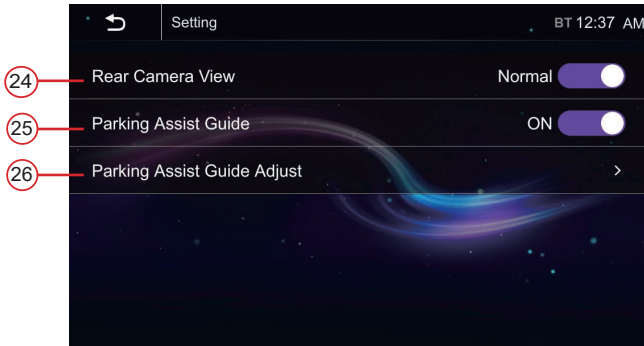 Setting BT 12:37 AM
24 Rear Camera View Normal
25 Parking Assist Guide ON
26 Parking Assist Guide Adjust >